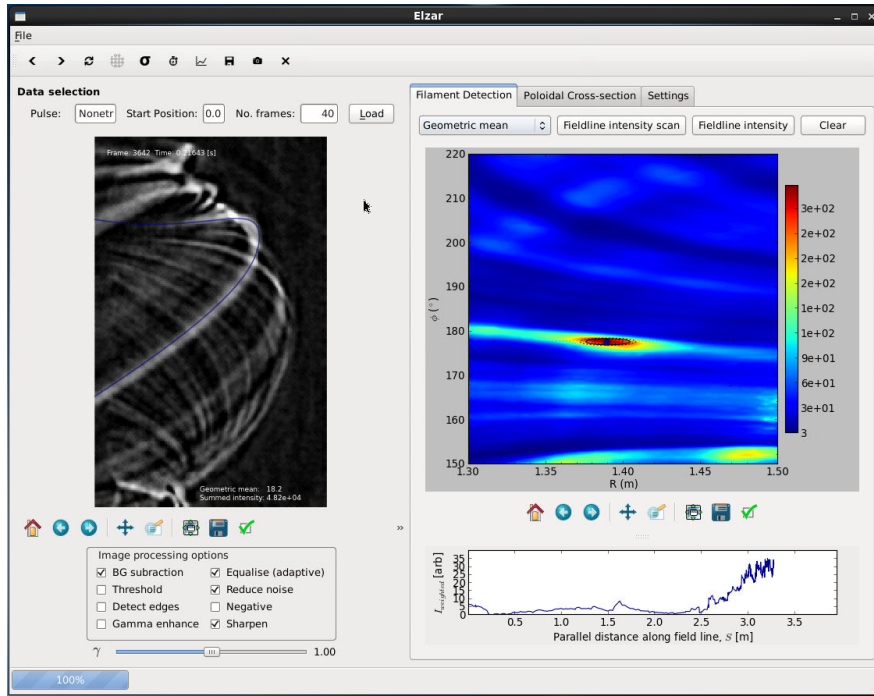 Elzar
File
Data selection
Pulse: Nonetr Start Position: 0.0 No. frames: 40 Load
Frame: 3642 Time: 0.21643 [s]
Geometric mean: 18.2
Summed intensity: 4.82e+04
»
Image processing options
BG subraction Equalise (adaptive)
Threshold Reduce noise
Detect edges Negative
Gamma enhance Sharpen
γ 1.00
100%
Filament Detection Poloidal Cross-section Settings
Geometric mean Fieldline intensity scan Fieldline intensity Clear
220
210
200
190
180
170
160
150
ϕ (°)
1.30 1.35 1.40 1.45 1.50
R (m)
3e+02
2e+02
2e+02
2e+02
1e+02
1e+02
9e+01
6e+01
3e+01
3
35
30
25
20
15
10
5
0
I weighted [arb]
0.5 1.0 1.5 2.0 2.5 3.0 3.5
Parallel distance along field line, S [m]